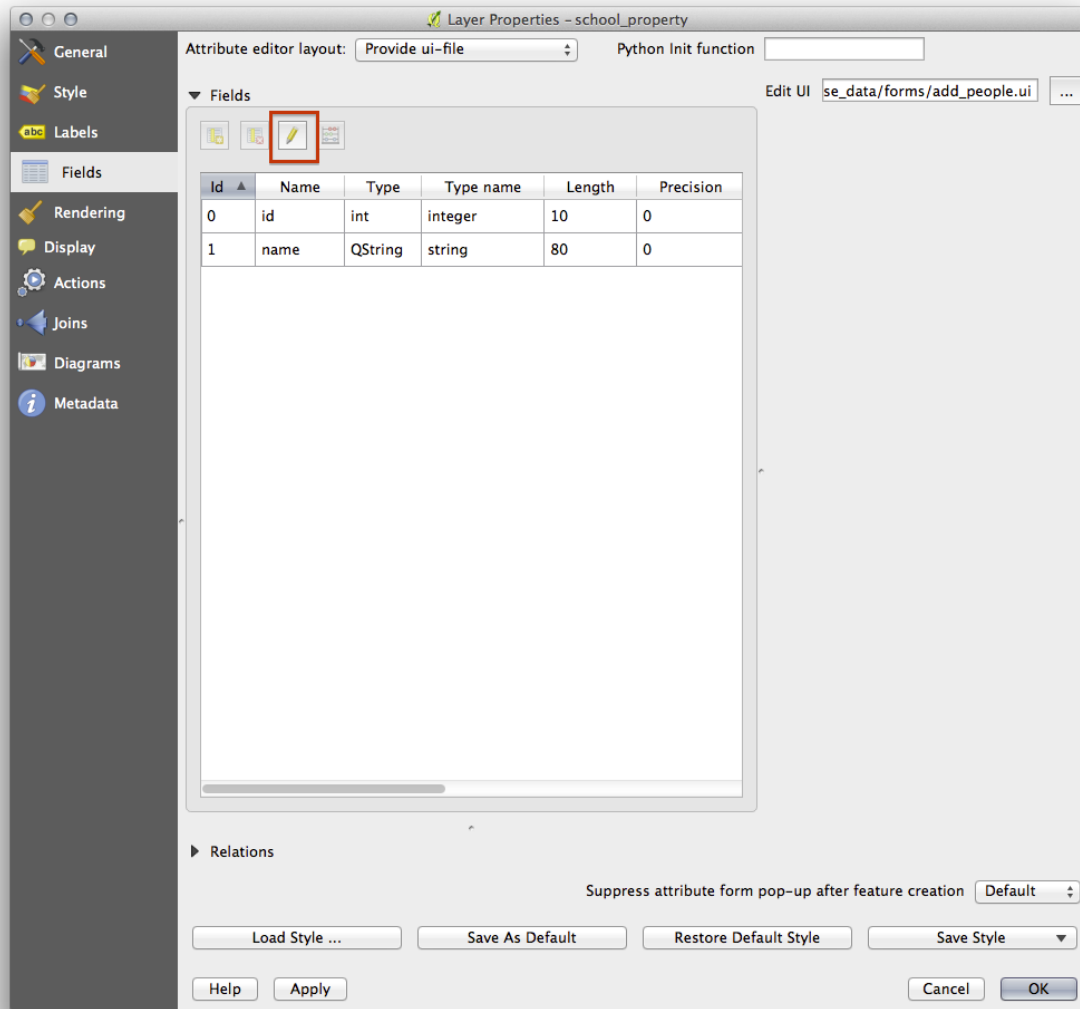 Layer Properties – school_property
General
Style
abc Labels
Fields
Rendering
Display
Actions
Joins
i Metadata
Diagrams
Attribute editor layout: Provide ui-file Python Init function
Edit UI se_data/forms/add_people.ui ...
Fields
Id Name Type Type name Length Precision
0 id int integer 10 0
1 name QString string 80 0
Relations
Suppress attribute form pop-up after feature creation Default
Load Style ... Save As Default Restore Default Style Save Style
Help Apply Cancel OK